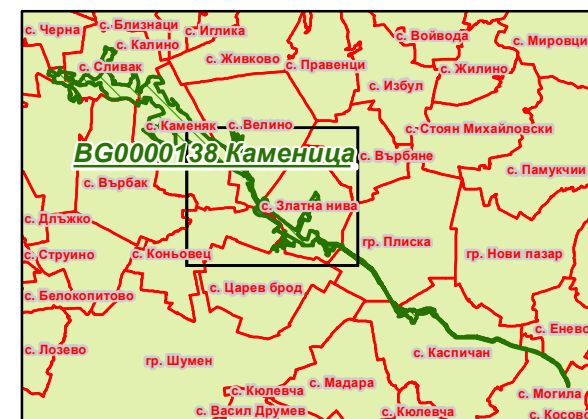 с. Черна
с. Близнаци
с. Иглика
с. Войвода
с. Мировци
с. Калино
с. Сливак
с. Живково
с. Правенци
с. Жилино
с. Избул
с. Каменяк
с. Велино
с. Стоян Михайловски
BG0000138 Каменица
с. Върбяне
с. Памукчии
с. Върбак
с. Златна нива
с. Длъжко
гр. Плиска
с. Струино
с. Коньовец
гр. Нови пазар
с. Белокопитово
с. Царев брод
с. Енево
с. Лозево
гр. Шумен
с. Каспичан
с. Мадара
с. Кюлевча
с. Могила
с. Васил Друмев
с. Кюлевча
с. Косово